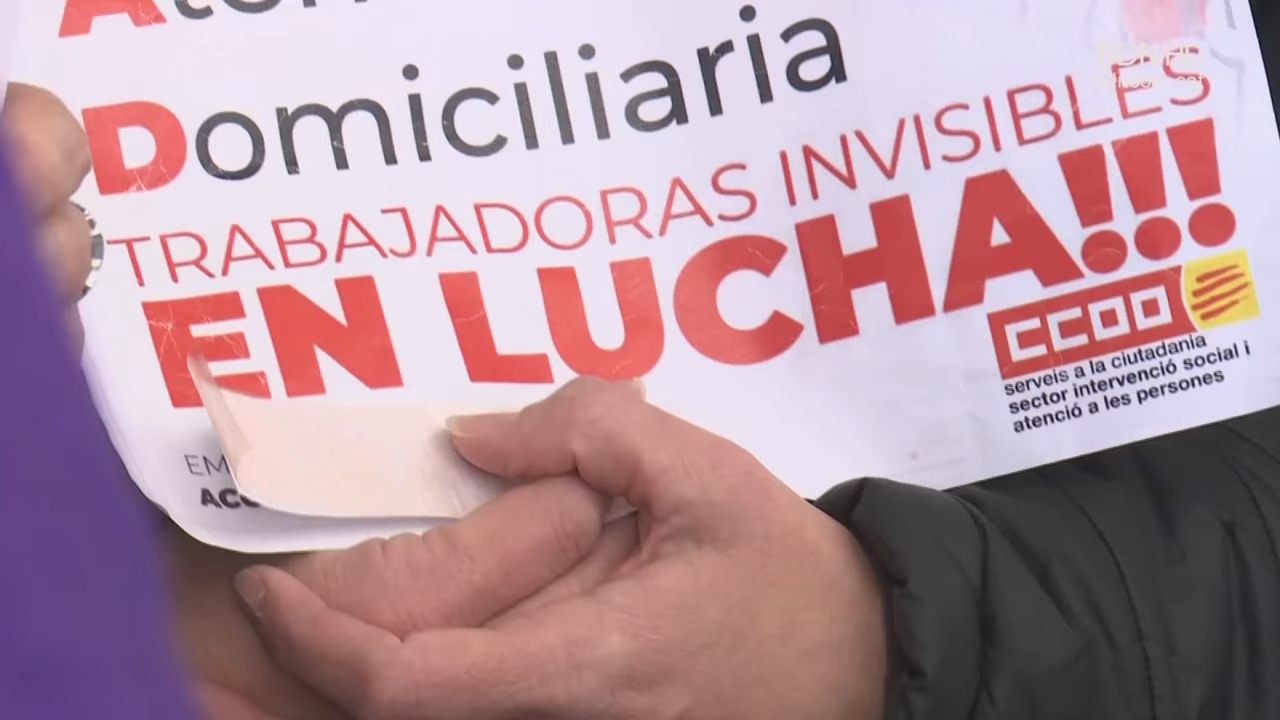 Domiciliaria
TRABAJADORAS INVISIBLES
EN LUCHA!!!
CCOO
serveis a la ciutadania
sector intervenció social i
atenció a les persones